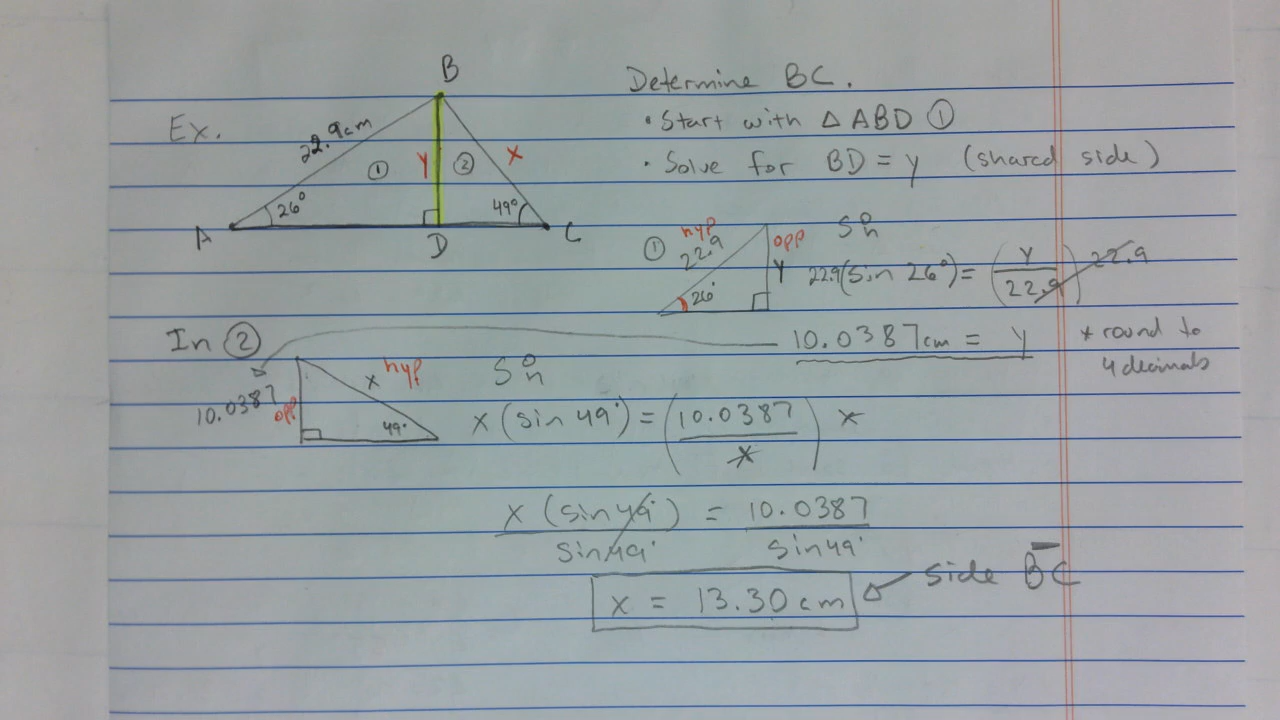 Ex.
B
22.9cm
①
y
②
x
26°
49°
A
D
C
Determine BC.
• Start with △ ABD ①
• Solve for BD = y (shared side)
①
hyp
22.9
opp
y
26°
S o/h
22.9(sin 26°) = (y/22.9) 22.9
10.0387cm = y
* round to
4 decimals
In ②
10.0387
opp
x
hyp
49°
S o/h
x (sin 49°) = (10.0387/x) x
x (sin 49°)/sin 49° = 10.0387/sin 49°
x = 13.30 cm
side BC